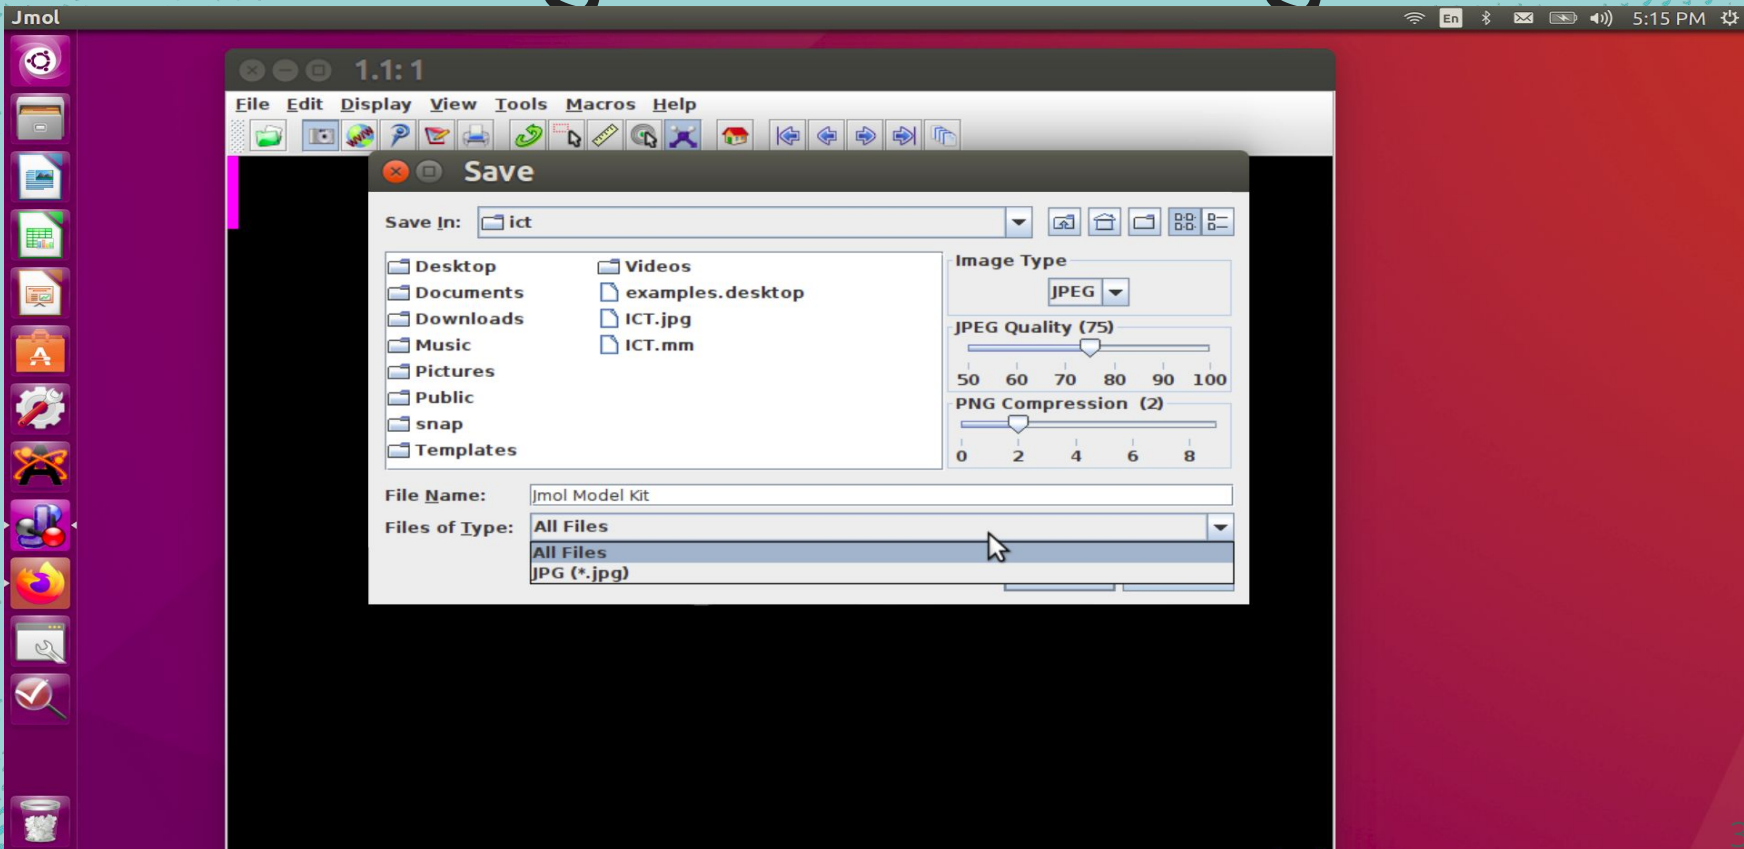 Jmol En 5:15 PM
1.1: 1
File Edit Display View Tools Macros Help
Save
Save In: ict
Desktop
Documents
Downloads
Music
Pictures
Public
snap
Templates
Videos
examples.desktop
ICT.jpg
ICT.mm
Image Type
JPEG
JPEG Quality (75)
50 60 70 80 90 100
PNG Compression (2)
0 2 4 6 8
File Name: Jmol Model Kit
Files of Type: All Files
All Files
JPG (*.jpg)